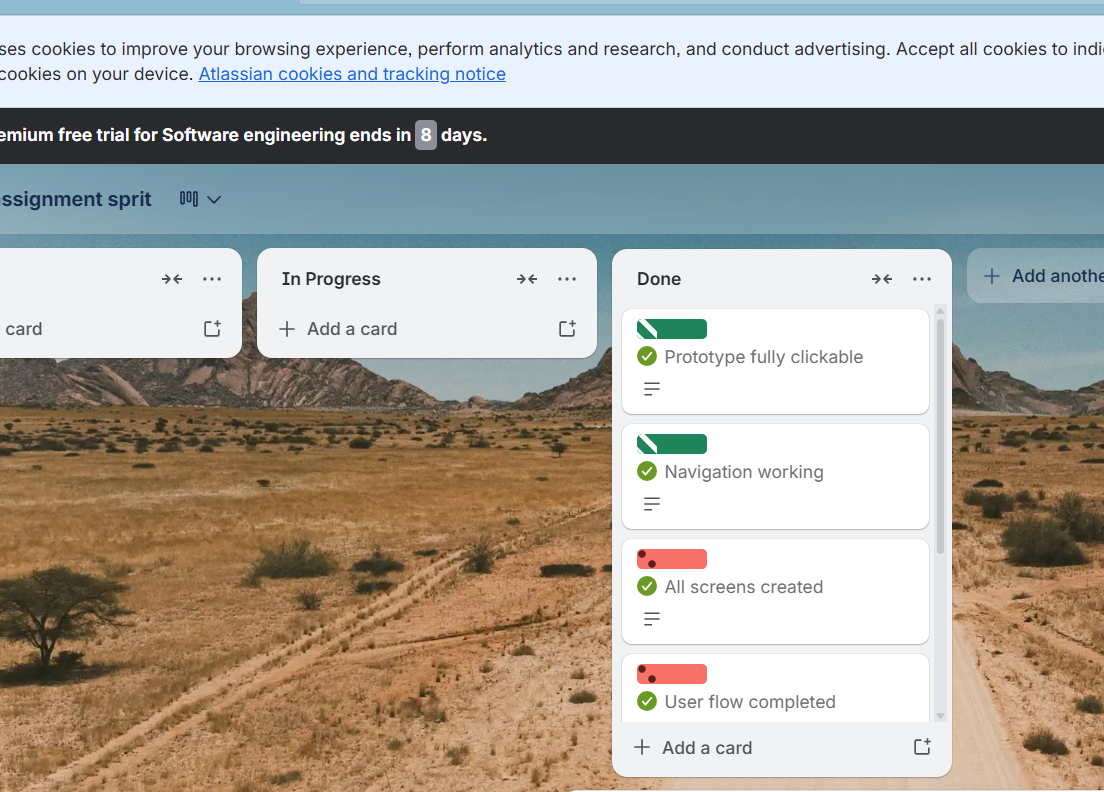 ses cookies to improve your browsing experience, perform analytics and research, and conduct advertising. Accept all cookies to indi
cookies on your device. Atlassian cookies and tracking notice
emium free trial for Software engineering ends in 8 days.
ssignment sprit
card
In Progress
Add a card
Done
Prototype fully clickable
Navigation working
All screens created
User flow completed
Add a card
Add anothe